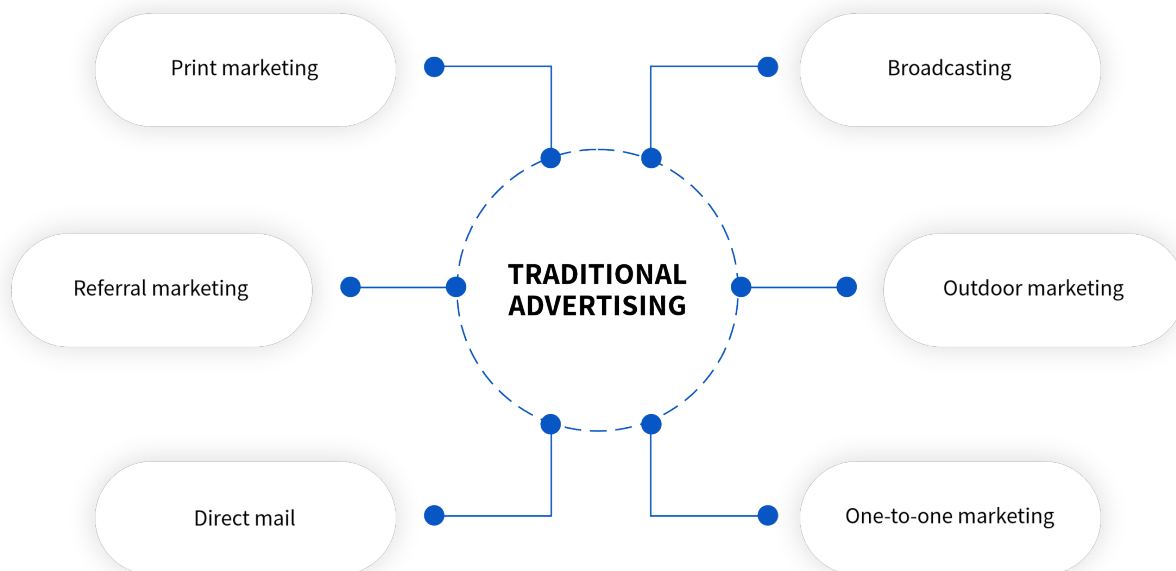 Print marketing
Broadcasting
Referral marketing
TRADITIONAL
ADVERTISING
Outdoor marketing
Direct mail
One-to-one marketing